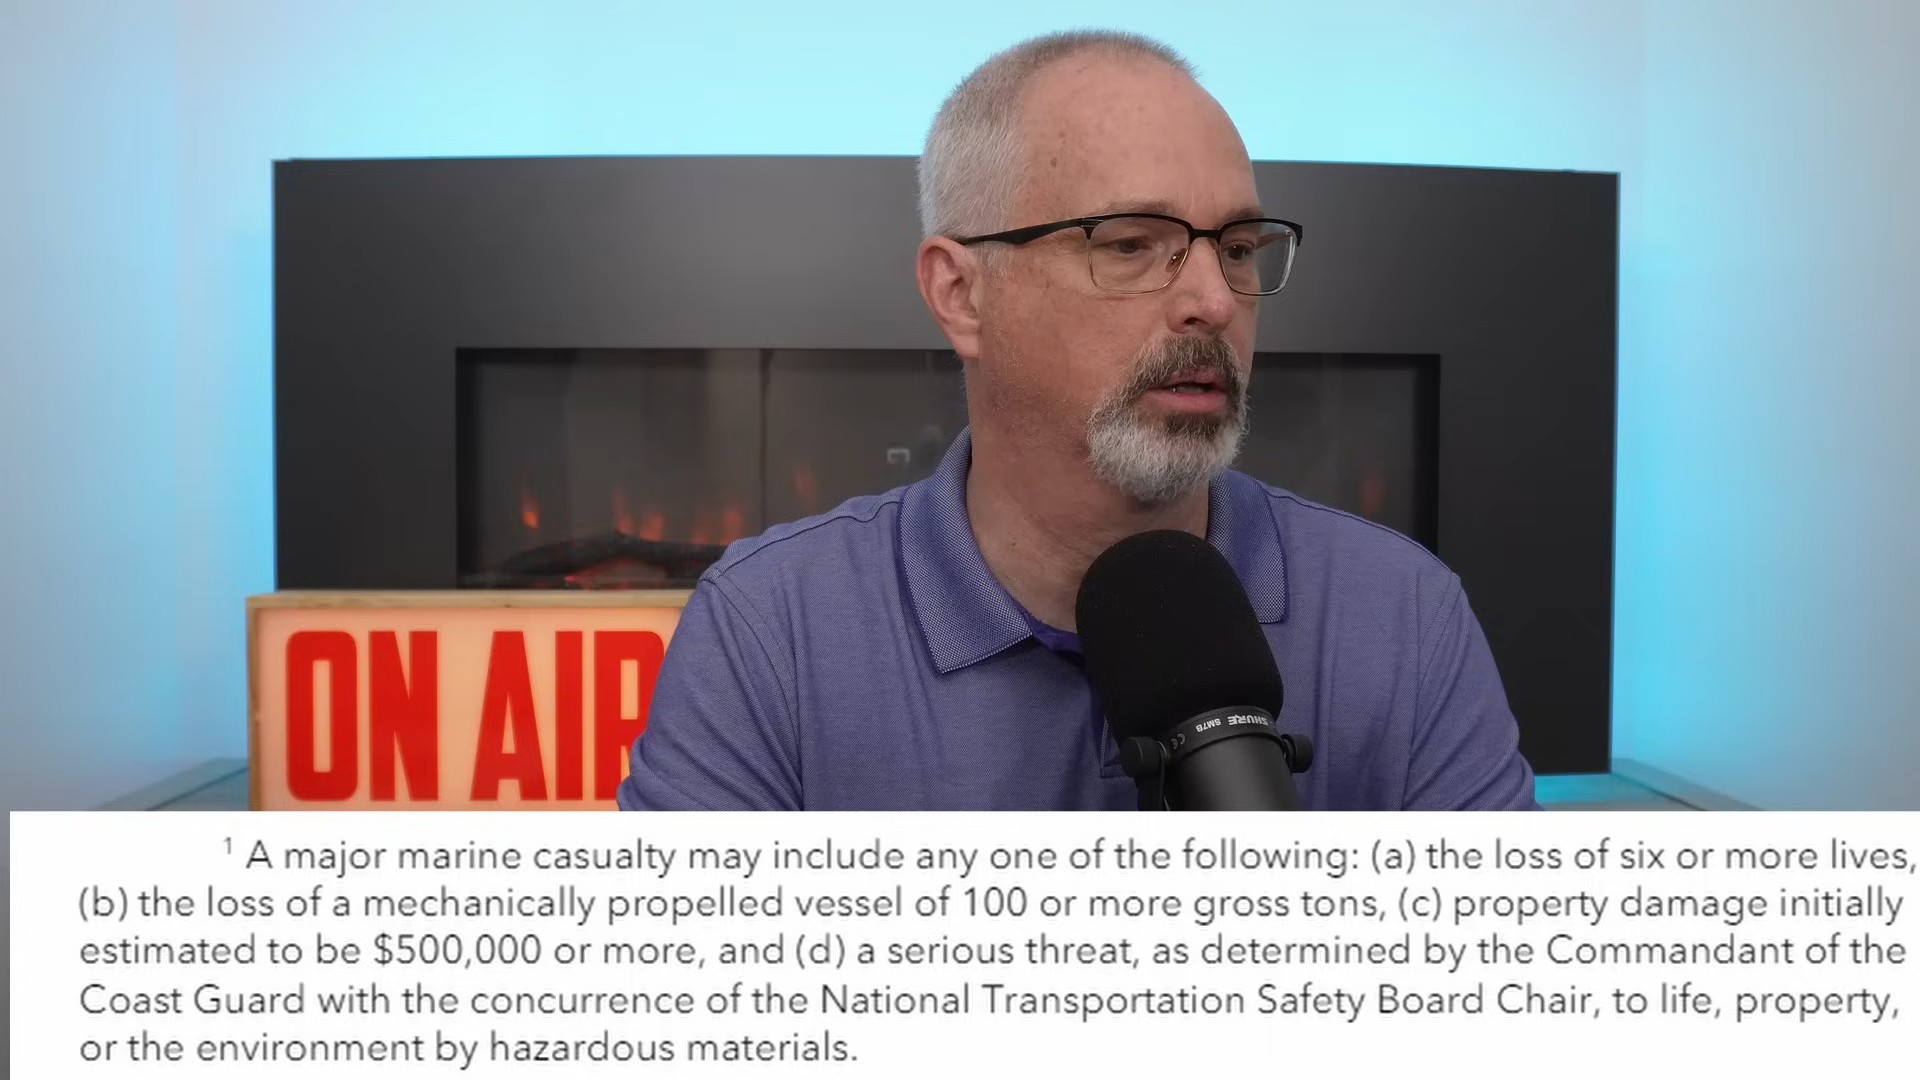 ON AIR
SHURE SM7B
¹ A major marine casualty may include any one of the following: (a) the loss of six or more lives,
(b) the loss of a mechanically propelled vessel of 100 or more gross tons, (c) property damage initially
estimated to be $500,000 or more, and (d) a serious threat, as determined by the Commandant of the
Coast Guard with the concurrence of the National Transportation Safety Board Chair, to life, property,
or the environment by hazardous materials.